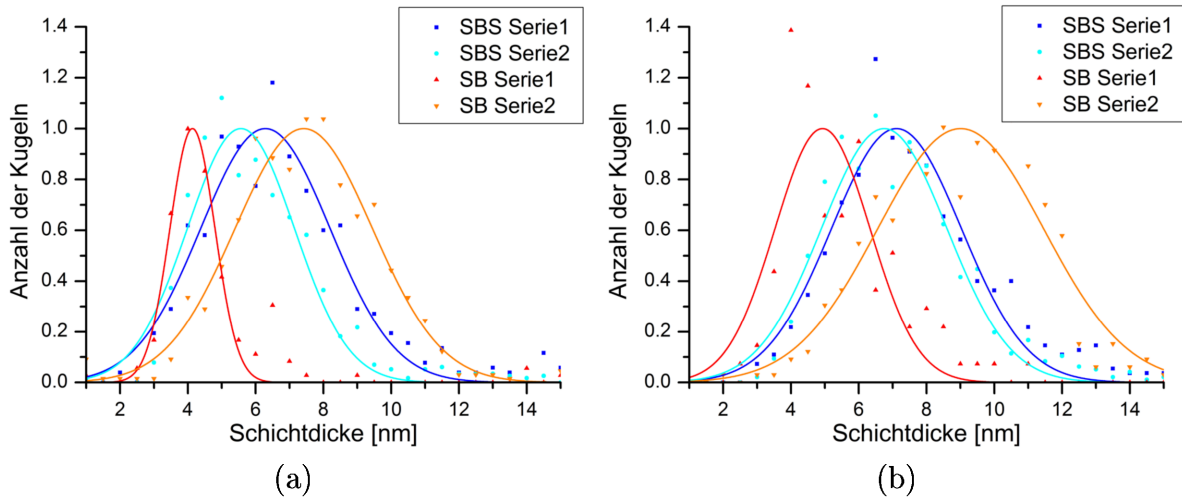 1.4
1.2
1.0
0.8
0.6
0.4
0.2
0.0
Anzahl der Kugeln
SBS Serie1
SBS Serie2
SB Serie1
SB Serie2
2 4 6 8 10 12 14
Schichtdicke [nm]
(a)
1.4
1.2
1.0
0.8
0.6
0.4
0.2
0.0
Anzahl der Kugeln
SBS Serie1
SBS Serie2
SB Serie1
SB Serie2
2 4 6 8 10 12 14
Schichtdicke [nm]
(b)